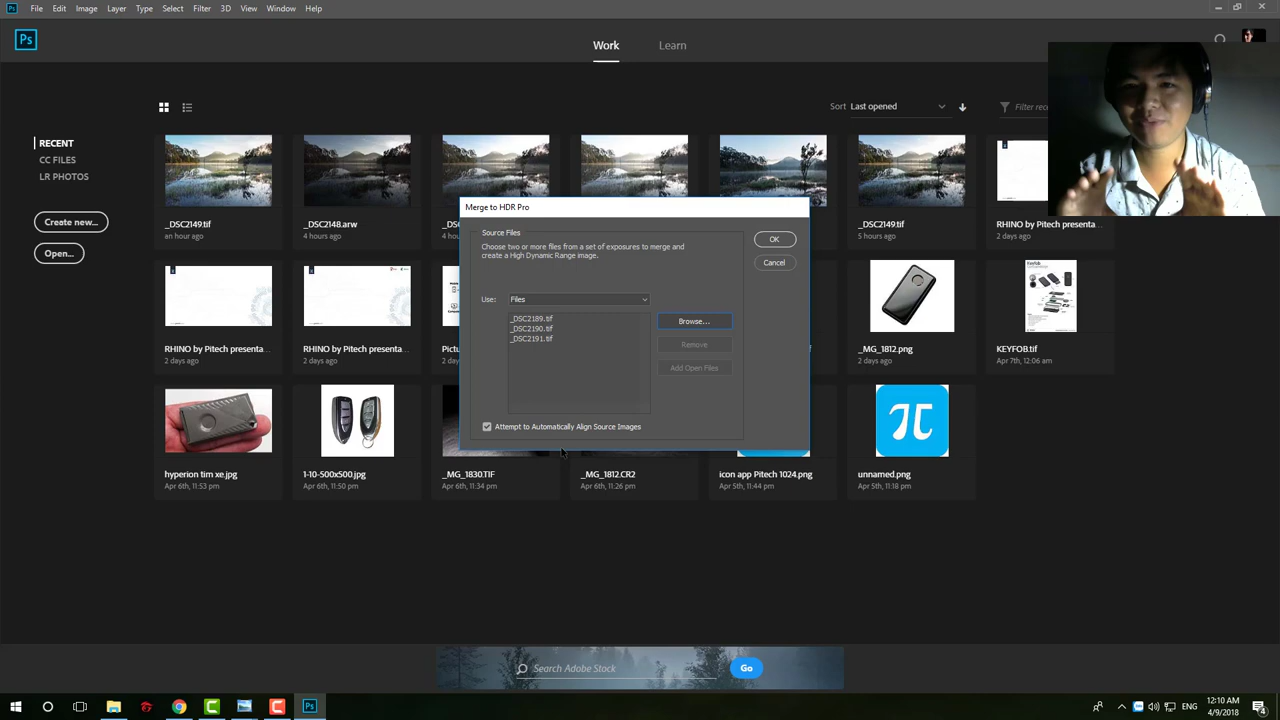 Ps File Edit Image Layer Type Select Filter 3D View Window Help
Ps
Work Learn
Sort Last opened
Filter rec
RECENT
CC FILES
LR PHOTOS
Create new...
Open...
_DSC2149.tif
an hour ago
_DSC2148.arw
4 hours ago
_DSC2149.tif
5 hours ago
RHINO by Pitech presenta...
2 days ago
Merge to HDR Pro
Source Files
Choose two or more files from a set of exposures to merge and
create a High Dynamic Range image.
OK
Cancel
Use: Files
_DSC2189.tif
_DSC2190.tif
_DSC2191.tif
Browse...
Remove
Add Open Files
Attempt to Automatically Align Source Images
RHINO by Pitech presenta...
2 days ago
RHINO by Pitech presenta...
2 days ago
Pict
2 da
_MG_1812.png
2 days ago
KEYFOB.tif
Apr 7th, 12:06 am
hyperion tim xe.jpg
Apr 6th, 11:53 pm
1-10-500x500.jpg
Apr 6th, 11:50 pm
_MG_1830.TIF
Apr 6th, 11:34 pm
_MG_1812.CR2
Apr 6th, 11:26 pm
icon app Pitech 1024.png
Apr 5th, 11:44 pm
unnamed.png
Apr 5th, 11:18 pm
Search Adobe Stock
Go
12:10 AM
4/9/2018